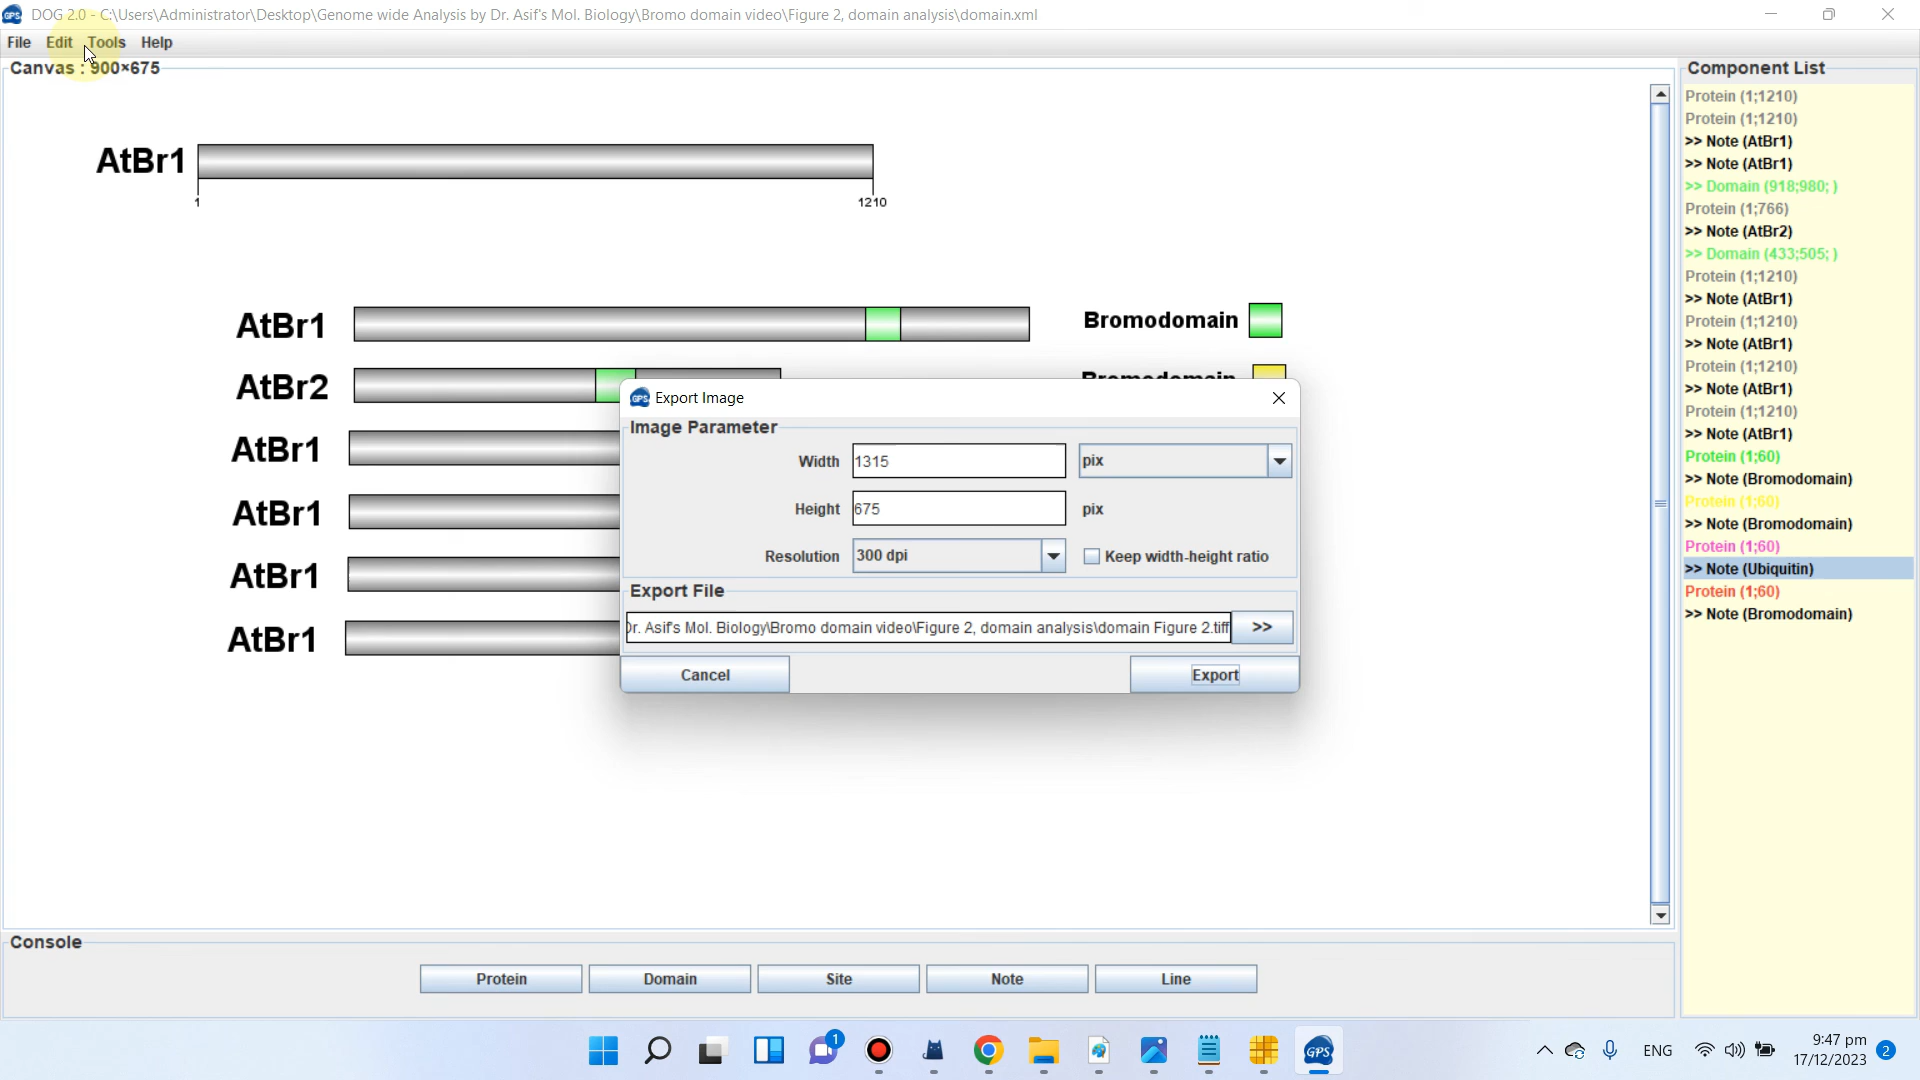 DOG 2.0 - C:\Users\Administrator\Desktop\Genome wide Analysis by Dr. Asif's Mol. Biology\Bromo domain video\Figure 2, domain analysis\domain.xml
File Edit Tools Help
Canvas : 900×675
AtBr1
1
1210
AtBr1
Bromodomain
AtBr2
Bromodomain
AtBr1
AtBr1
AtBr1
AtBr1
GPS Export Image
Image Parameter
Width 1315 pix
Height 675 pix
Resolution 300 dpi Keep width-height ratio
Export File
Dr. Asif's Mol. Biology\Bromo domain video\Figure 2, domain analysis\domain Figure 2.tiff >>
Cancel Export
Component List
Protein (1;1210)
Protein (1;1210)
>> Note (AtBr1)
>> Note (AtBr1)
>> Domain (918;980; )
Protein (1;766)
>> Note (AtBr2)
>> Domain (433;505; )
Protein (1;1210)
>> Note (AtBr1)
Protein (1;1210)
>> Note (AtBr1)
Protein (1;1210)
>> Note (AtBr1)
Protein (1;1210)
>> Note (AtBr1)
Protein (1;60)
>> Note (Bromodomain)
Protein (1;60)
>> Note (Bromodomain)
Protein (1;60)
>> Note (Ubiquitin)
Protein (1;60)
>> Note (Bromodomain)
Console
Protein Domain Site Note Line
1
GPS
ENG
9:47 pm
17/12/2023
2